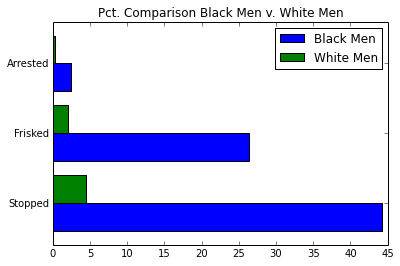 Pct. Comparison Black Men v. White Men
Black Men
White Men
Arrested
Frisked
Stopped
0 5 10 15 20 25 30 35 40 45